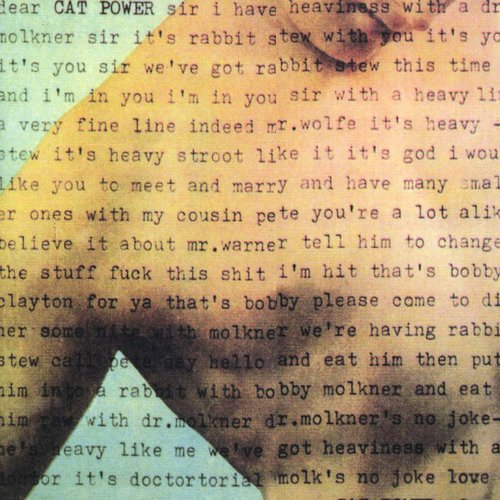 dear CAT POWER sir i have heaviness with a dr
molkner sir it's rabbit stew with you it's yo
it's you sir we've got rabbit stew this time
and i'm in you i'm in you sir with a heavy li
a very fine line indeed mr.wolfe it's heavy -
stew it's heavy stroot like it it's god i wou
like you to meet and marry and have many smal
er ones with my cousin pete you're a lot alik
believe it about mr.warner tell him to change
the stuff fuck this shit i'm hit that's bobby
clayton for ya that's bobby please come to di
ner some nite with molkner we're having rabbi
stew call pete say hello and eat him then put
him into a rabbit with bobby molkner and eat
him raw with dr.molkner dr.molkner's no joke-
he's heavy like me we've got heaviness with a
doctor it's doctortorial molk's no joke love